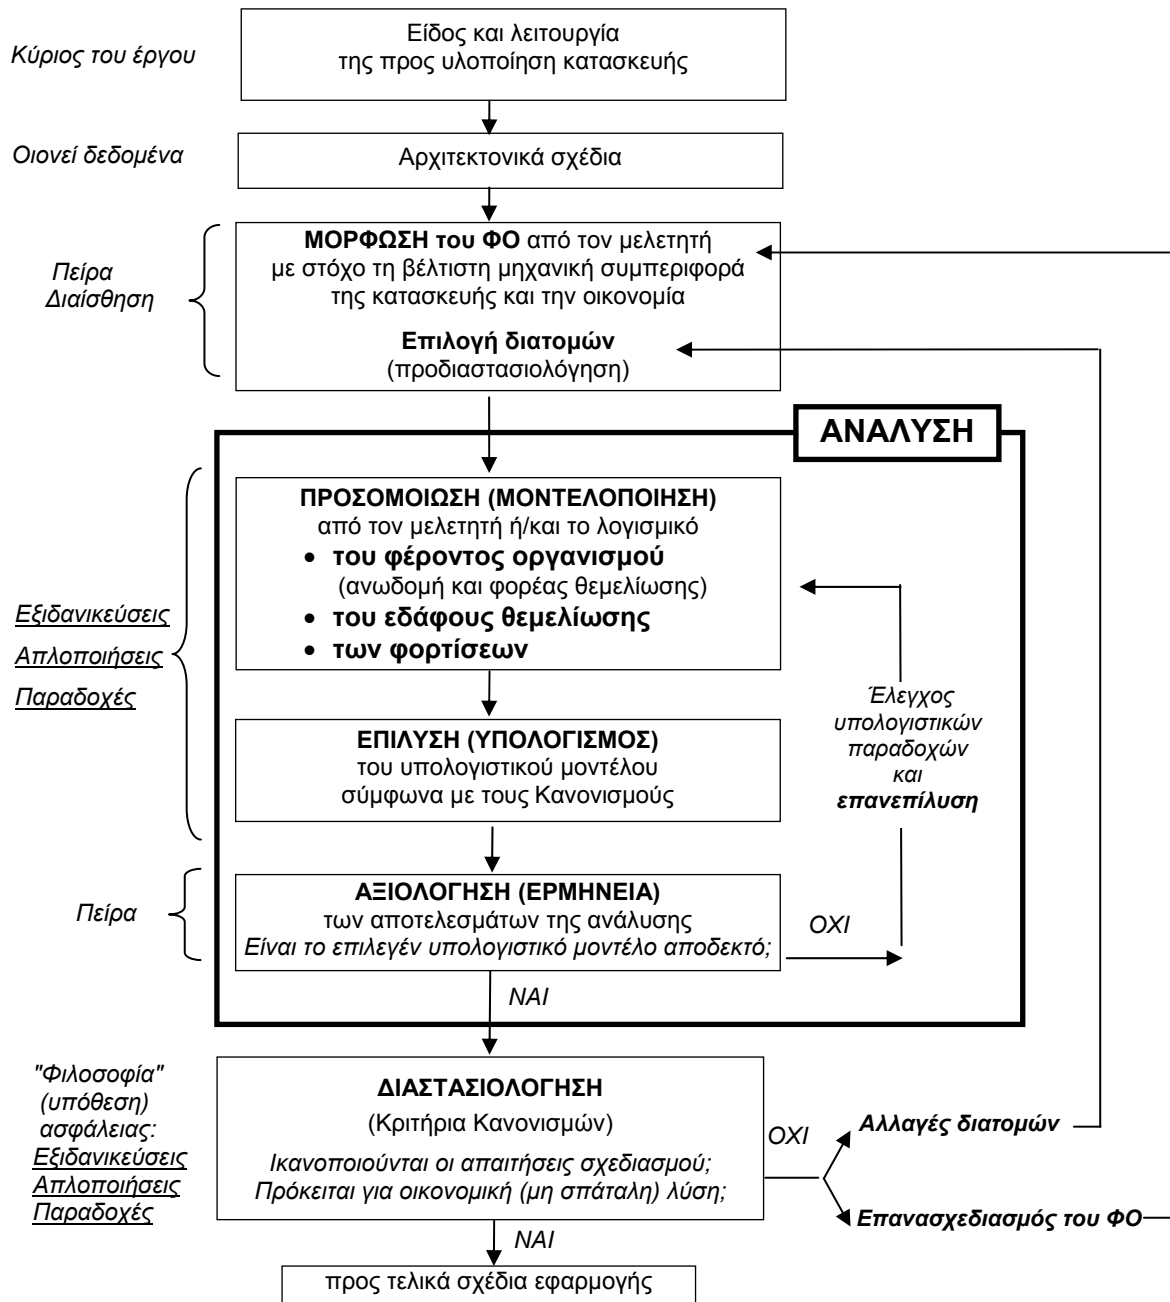 Κύριος του έργου
Είδος και λειτουργία
της προς υλοποίηση κατασκευής
Οιονεί δεδομένα
Αρχιτεκτονικά σχέδια
Πείρα
Διαίσθηση
ΜΟΡΦΩΣΗ του ΦΟ από τον μελετητή
με στόχο τη βέλτιστη μηχανική συμπεριφορά
της κατασκευής και την οικονομία
Επιλογή διατομών
(προδιαστασιολόγηση)
ΑΝΑΛΥΣΗ
Εξιδανικεύσεις
Απλοποιήσεις
Παραδοχές
ΠΡΟΣΟΜΟΙΩΣΗ (ΜΟΝΤΕΛΟΠΟΙΗΣΗ)
από τον μελετητή ή/και το λογισμικό
• του φέροντος οργανισμού
(ανωδομή και φορέας θεμελίωσης)
• του εδάφους θεμελίωσης
• των φορτίσεων
Έλεγχος
υπολογιστικών
παραδοχών
και
επανεπίλυση
ΕΠΙΛΥΣΗ (ΥΠΟΛΟΓΙΣΜΟΣ)
του υπολογιστικού μοντέλου
σύμφωνα με τους Κανονισμούς
Πείρα
ΑΞΙΟΛΟΓΗΣΗ (ΕΡΜΗΝΕΙΑ)
των αποτελεσμάτων της ανάλυσης
Είναι το επιλεγέν υπολογιστικό μοντέλο αποδεκτό;
ΟΧΙ
ΝΑΙ
"Φιλοσοφία"
(υπόθεση)
ασφάλειας:
Εξιδανικεύσεις
Απλοποιήσεις
Παραδοχές
ΔΙΑΣΤΑΣΙΟΛΟΓΗΣΗ
(Κριτήρια Κανονισμών)
Ικανοποιούνται οι απαιτήσεις σχεδιασμού;
Πρόκειται για οικονομική (μη σπάταλη) λύση;
ΟΧΙ
Αλλαγές διατομών
Επανασχεδιασμός του ΦΟ
ΝΑΙ
προς τελικά σχέδια εφαρμογής